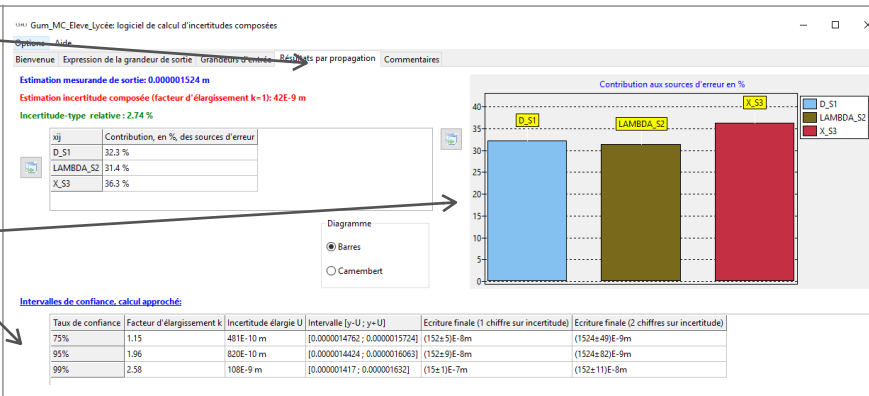 Gum_MC_Eleve_Lycée: logiciel de calcul d'incertitudes composées
Options Aide
Bienvenue Expression de la grandeur de sortie Grandeurs d'entrée Résultats par propagation Commentaires
Estimation mesurande de sortie: 0.000001524 m
Estimation incertitude composée (facteur d'élargissement k=1): 42E-9 m
Incertitude-type relative : 2.74 %
xij Contribution, en %, des sources d'erreur
D_S1 32.3 %
LAMBDA_S2 31.4 %
X_S3 36.3 %
Contribution aux sources d'erreur en %
40
35
30
25
20
15
10
5
0
D_S1
LAMBDA_S2
X_S3
D_S1
LAMBDA_S2
X_S3
Diagramme
Barres
Camembert
Intervalles de confiance, calcul approché:
Taux de confiance Facteur d'élargissement k Incertitude élargie U Intervalle [y-U ; y+U] Ecriture finale (1 chiffre sur incertitude) Ecriture finale (2 chiffres sur incertitude)
75% 1.15 481E-10 m [0.0000014762 ; 0.0000015724] (152±5)E-8m (1524±49)E-9m
95% 1.96 820E-10 m [0.0000014424 ; 0.0000016063] (152±9)E-8m (1524±82)E-9m
99% 2.58 108E-9 m [0.000001417 ; 0.000001632] (15±1)E-7m (152±11)E-8m